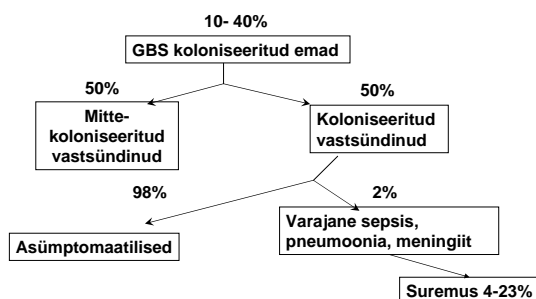 10- 40%
GBS koloniseeritud emad
50%
50%
Mitte-
koloniseeritud
vastsündinud
Koloniseeritud
vastsündinud
98%
2%
Asümptomaatilised
Varajane sepsis,
pneumoonia, meningiit
Suremus 4-23%